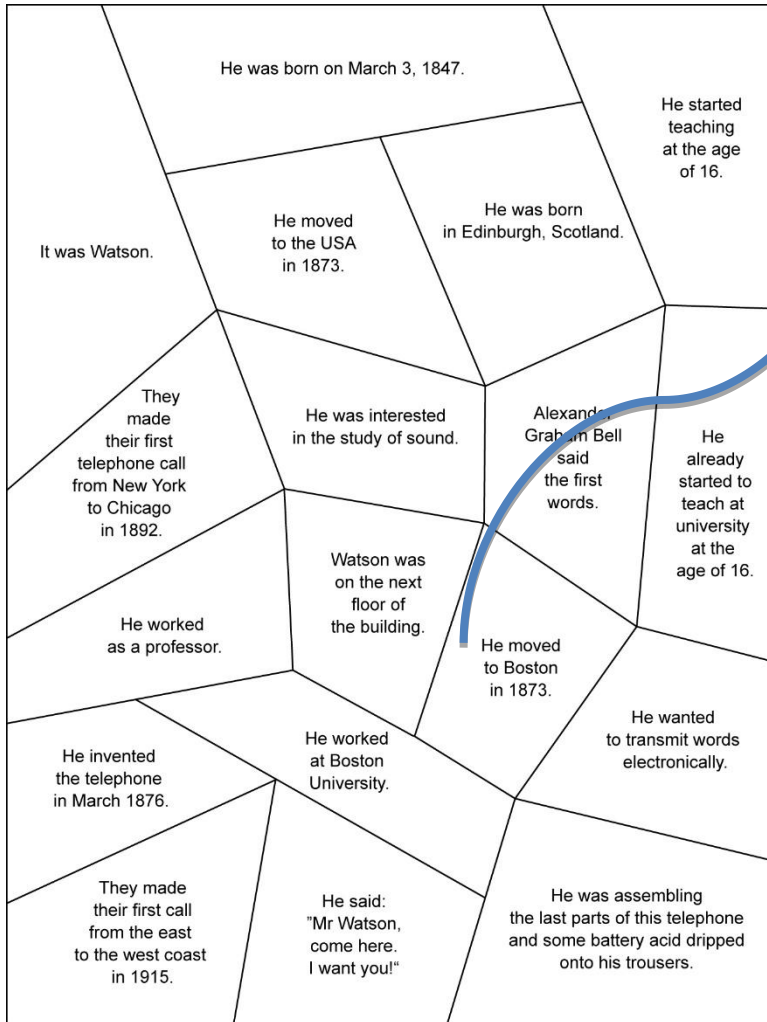 He was born on March 3, 1847.
He started
teaching
at the age
of 16.
It was Watson.
He moved
to the USA
in 1873.
He was born
in Edinburgh, Scotland.
They
made
their first
telephone call
from New York
to Chicago
in 1892.
He was interested
in the study of sound.
Alexander
Graham Bell
said
the first
words.
He
already
started to
teach at
university
at the
age of 16.
He worked
as a professor.
Watson was
on the next
floor of
the building.
He moved
to Boston
in 1873.
He invented
the telephone
in March 1876.
He worked
at Boston
University.
He wanted
to transmit words
electronically.
They made
their first call
from the east
to the west coast
in 1915.
He said:
”Mr Watson,
come here.
I want you!“
He was assembling
the last parts of this telephone
and some battery acid dripped
onto his trousers.